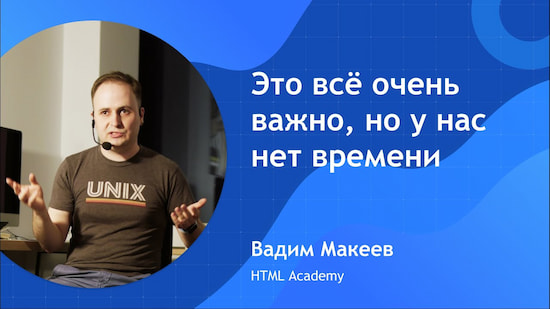 Это всё очень
важно, но у нас
нет времени
UNIX
Вадим Макеев
HTML Academy